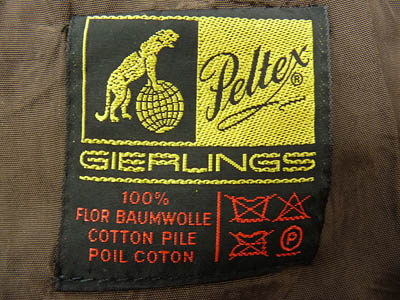 Peltex®
GIERLINGS
100%
FLOR BAUMWOLLE
COTTON PILE
POIL COTON
P